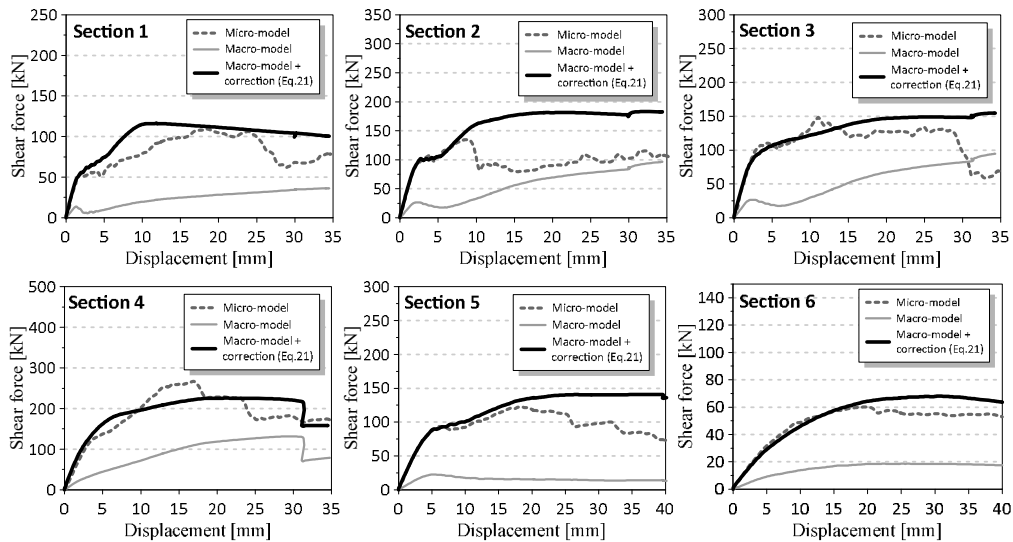 Section 1
Micro-model
Macro-model
Macro-model +
correction (Eq.21)
Shear force [kN]
250
200
150
100
50
0
0 5 10 15 20 25 30 35
Displacement [mm]
Section 2
Micro-model
Macro-model
Macro-model +
correction (Eq.21)
Shear force [kN]
350
300
250
200
150
100
50
0
0 5 10 15 20 25 30 35
Displacement [mm]
Section 3
Micro-model
Macro-model
Macro-model +
correction (Eq.21)
Shear force [kN]
350
300
250
200
150
100
50
0
0 5 10 15 20 25 30 35
Displacement [mm]
Section 4
Micro-model
Macro-model
Macro-model +
correction (Eq.21)
Shear force [kN]
500
400
300
200
100
0
0 5 10 15 20 25 30 35
Displacement [mm]
Section 5
Micro-model
Macro-model
Macro-model +
correction (Eq.21)
Shear force [kN]
300
250
200
150
100
50
0
0 5 10 15 20 25 30 35 40
Displacement [mm]
Section 6
Micro-model
Macro-model
Macro-model +
correction (Eq.21)
Shear force [kN]
140
120
100
80
60
40
20
0
0 10 20 30 40
Displacement [mm]